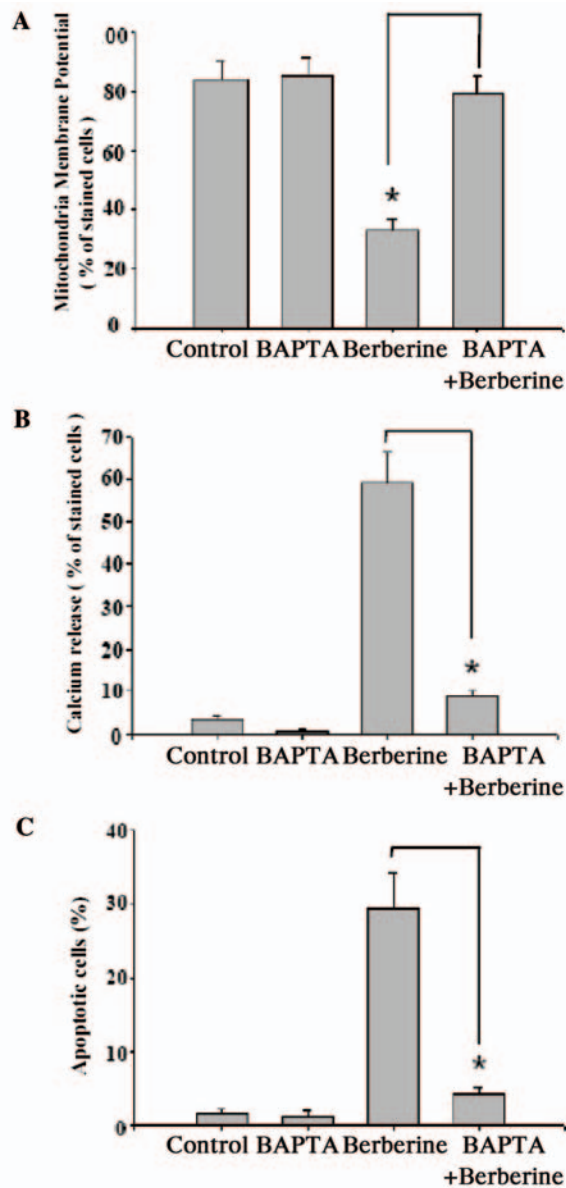 A
Mitochondria Membrane Potential
( % of stained cells )
00
80
60
40
20
00
*
Control BAPTA Berberine BAPTA
+Berberine
B
Calcium release ( % of stained cells )
70
60
50
40
30
20
10
0
*
Control BAPTA Berberine BAPTA
+Berberine
C
Apoptotic cells (%)
40
30
20
10
0
*
Control BAPTA Berberine BAPTA
+Berberine